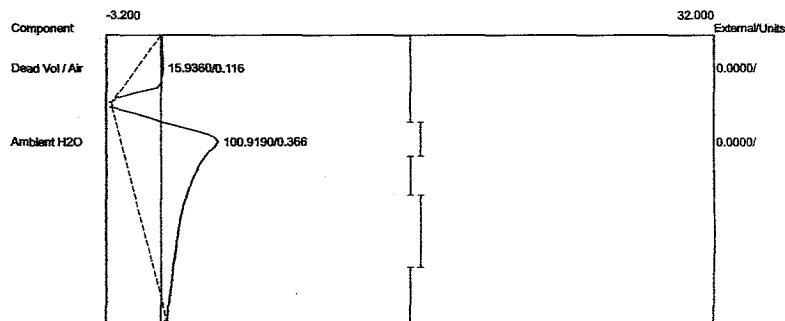 -3.200 32.000
Component External/Units
Dead Vol / Air 15.9360/0.116 0.0000/
Ambient H2O 100.9190/0.366 0.0000/